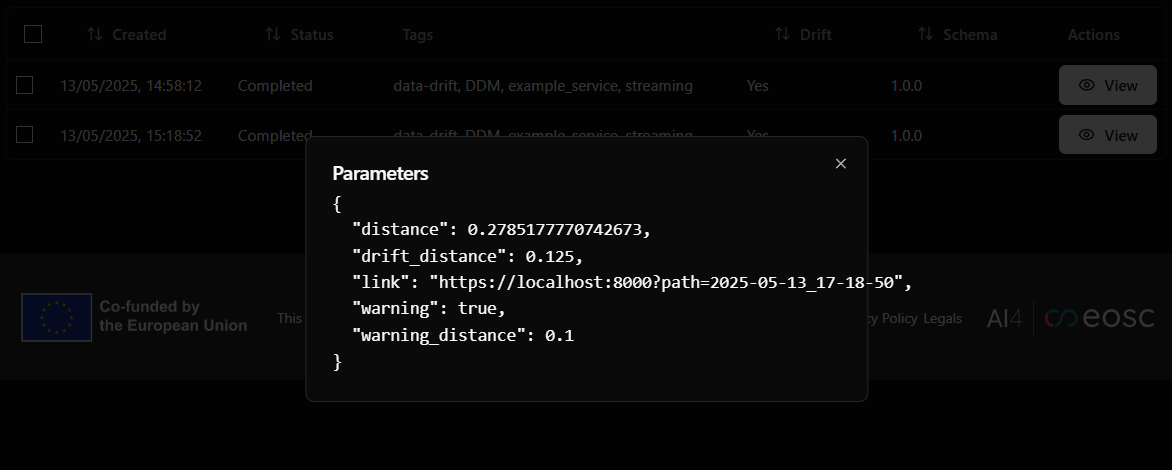 Created Status Tags Drift Schema Actions
13/05/2025, 14:58:12 Completed data-drift, DDM, example_service, streaming Yes 1.0.0 View
13/05/2025, 15:18:52 Completed data-drift, DDM, example_service, streaming Yes 1.0.0 View
Parameters
{
"distance": 0.2785177770742673,
"drift_distance": 0.125,
"link": "https://localhost:8000?path=2025-05-13_17-18-50",
"warning": true,
"warning_distance": 0.1
}
Co-funded by
the European Union
This
Policy Legals
AI4
eosc